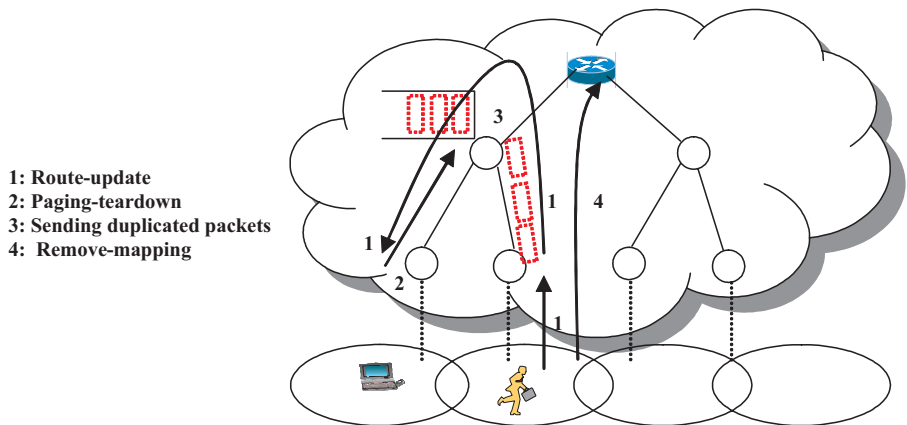 1: Route-update
2: Paging-teardown
3: Sending duplicated packets
4: Remove-mapping
3
1
4
1
2
1